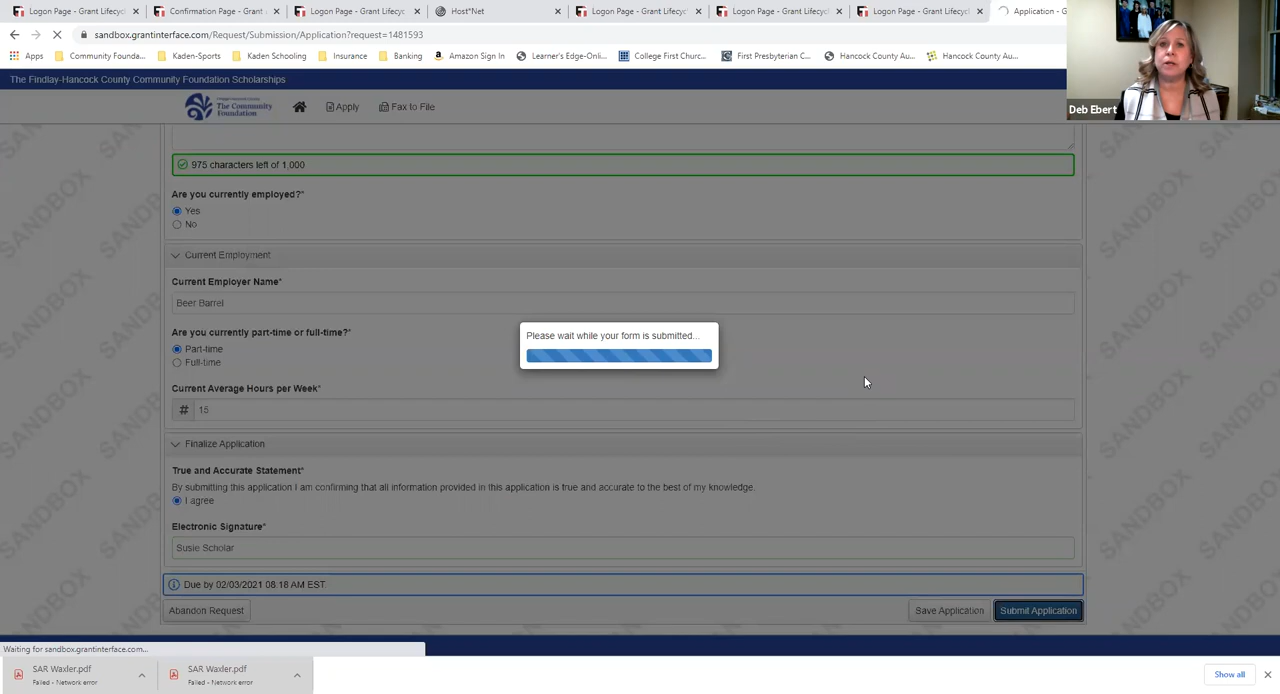 Logon Page - Grant Lifecycl
Confirmation Page - Grant
Logon Page - Grant Lifecyc
Host*Net
Logon Page - Grant Lifecyc
Logon Page - Grant Lifecyc
Logon Page - Grant Lifecyc
Application - G
sandbox.grantinterface.com/Request/Submission/Application?request=1481593
Apps
Community Founda...
Kaden-Sports
Kaden Schooling
Insurance
Banking
Amazon Sign In
Learner's Edge-Onli...
College First Church...
First Presbyterian C...
Hancock County Au...
Hancock County Au...
Deb Ebert
The Findlay-Hancock County Community Foundation Scholarships
The Community
Foundation
Apply
Fax to File
975 characters left of 1,000
Are you currently employed?*
Yes
No
Current Employment
Current Employer Name*
Beer Barrel
Please wait while your form is submitted...
Are you currently part-time or full-time?*
Part-time
Full-time
Current Average Hours per Week*
# 15
Finalize Application
True and Accurate Statement*
By submitting this application I am confirming that all information provided in this application is true and accurate to the best of my knowledge.
I agree
Electronic Signature*
Susie Scholar
Due by 02/03/2021 08:18 AM EST
Abandon Request
Save Application
Submit Application
Waiting for sandbox.grantinterface.com...
SAR Waxler.pdf
Failed - Network error
SAR Waxler.pdf
Failed - Network error
Show all
SANDBOX